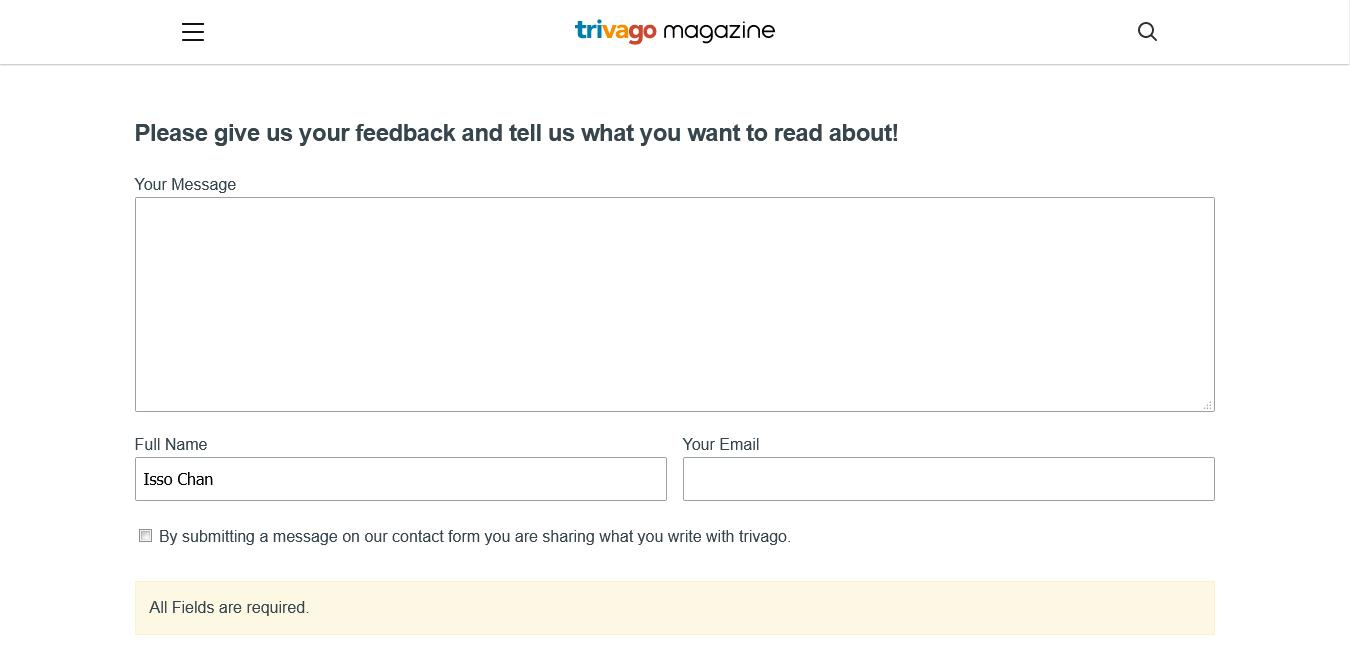 trivago magazine
Please give us your feedback and tell us what you want to read about!
Your Message
Full Name
Your Email
Isso Chan
By submitting a message on our contact form you are sharing what you write with trivago.
All Fields are required.